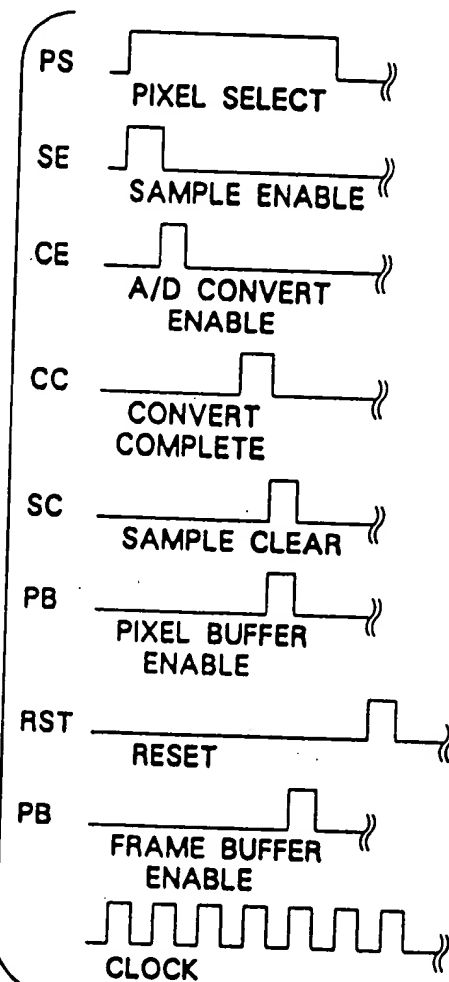 PS
PIXEL SELECT
SE
SAMPLE ENABLE
CE
A/D CONVERT
ENABLE
CC
CONVERT
COMPLETE
SC
SAMPLE CLEAR
PB
PIXEL BUFFER
ENABLE
RST
RESET
PB
FRAME BUFFER
ENABLE
CLOCK